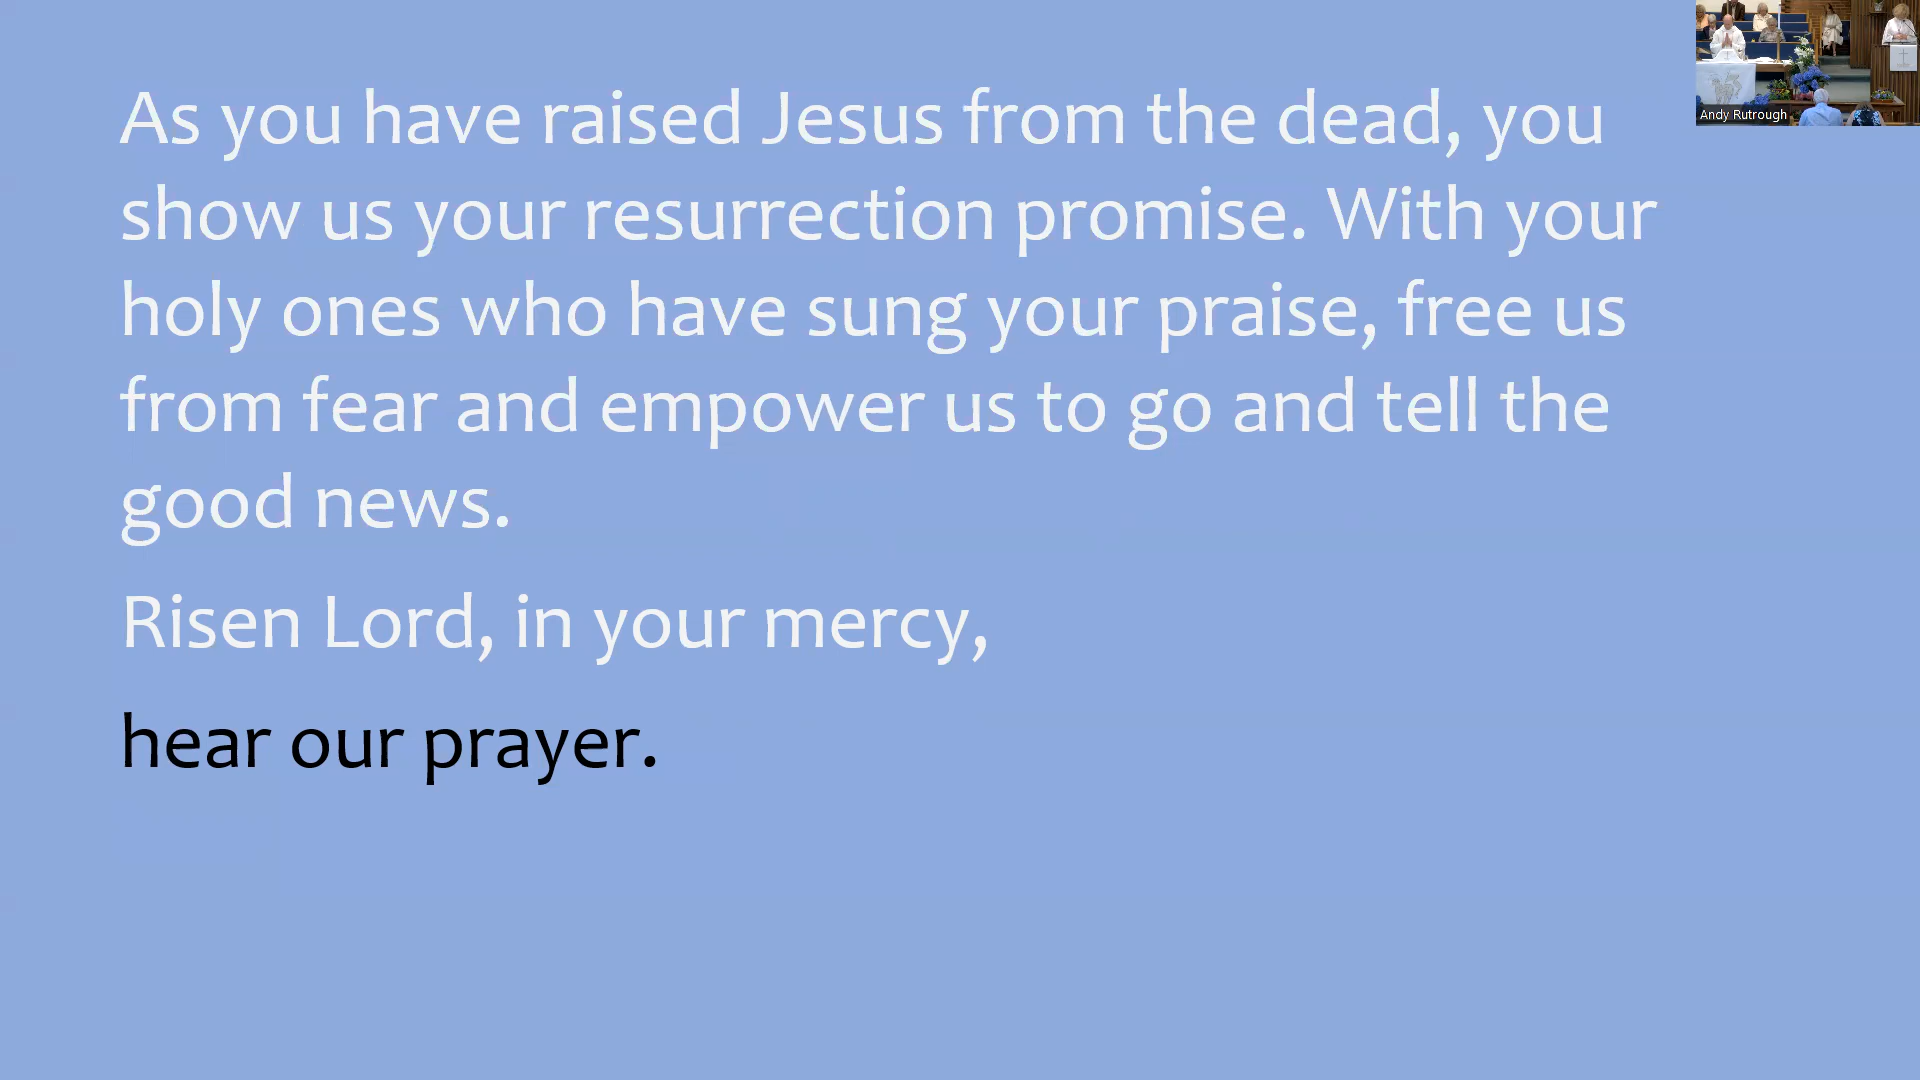 As you have raised Jesus from the dead, you
show us your resurrection promise. With your
holy ones who have sung your praise, free us
from fear and empower us to go and tell the
good news.
Risen Lord, in your mercy,
hear our prayer.
Andy Rutrough